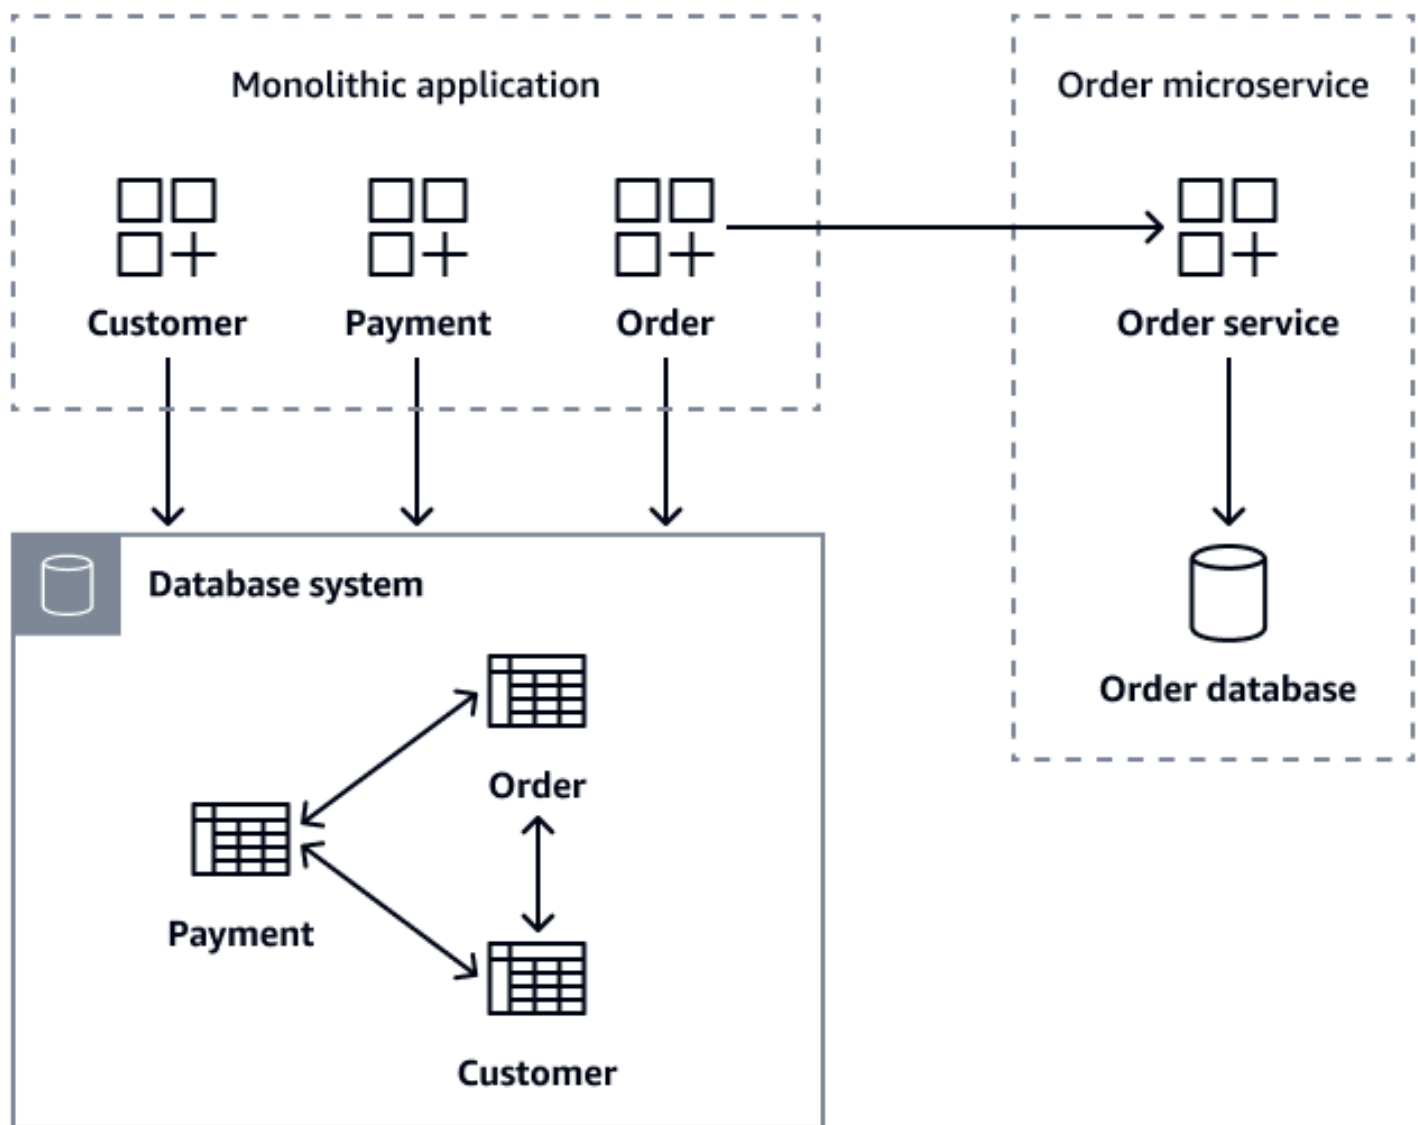 Monolithic application
Order microservice
Customer
Payment
Order
Order service
Database system
Order
Order database
Payment
Customer